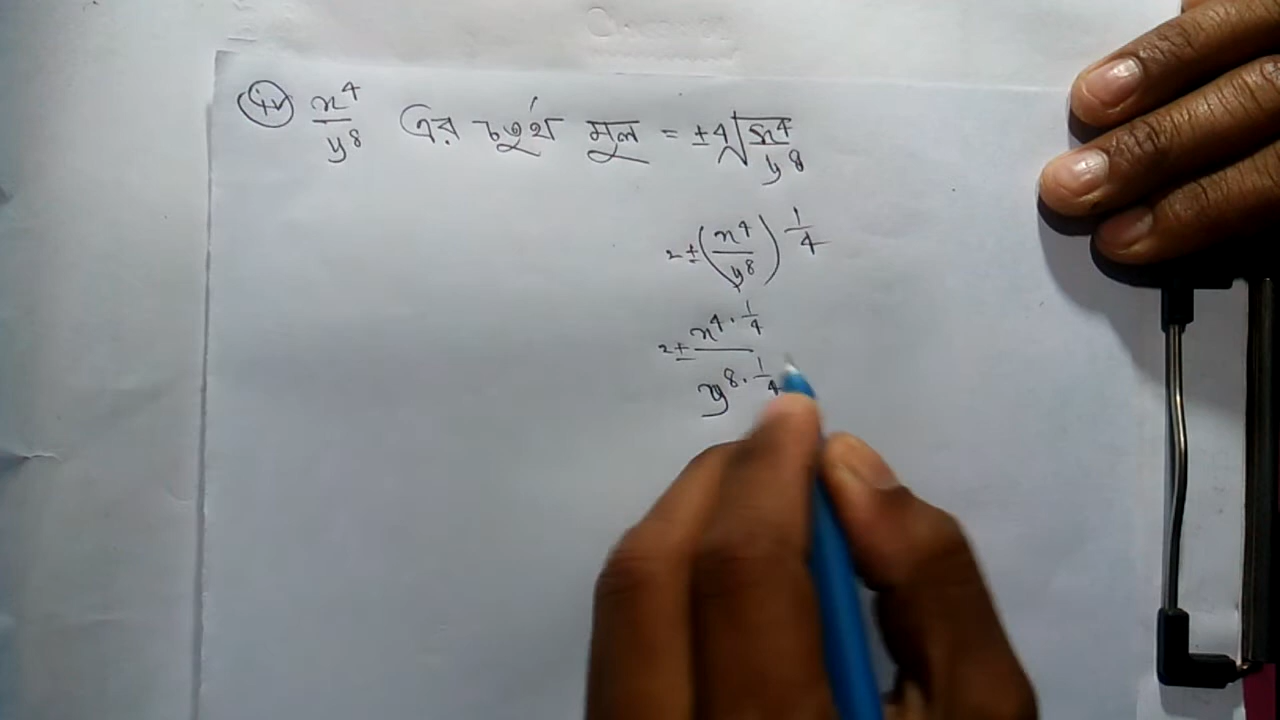 (iv) x⁴/y⁸ এর চতুর্থ মূল = ± ⁴√(x⁴/y⁸)
= ± (x⁴/y⁸)^(1/4)
= ± x^(4·1/4) / y^(8·1/4)